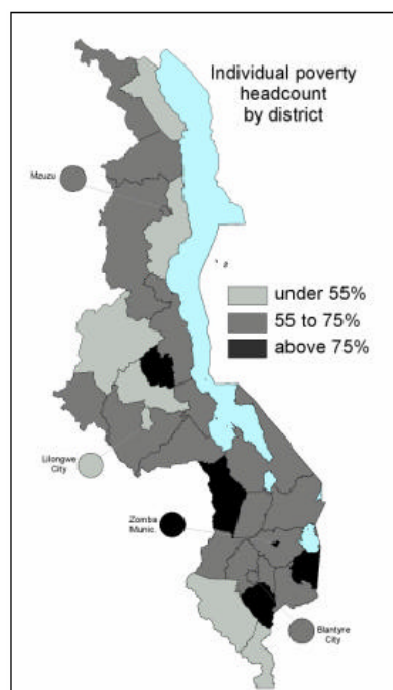 Individual poverty
headcount
by district
Mzuzu
under 55%
55 to 75%
above 75%
Lilongwe
City
Zomba
Munic
Blantyre
City